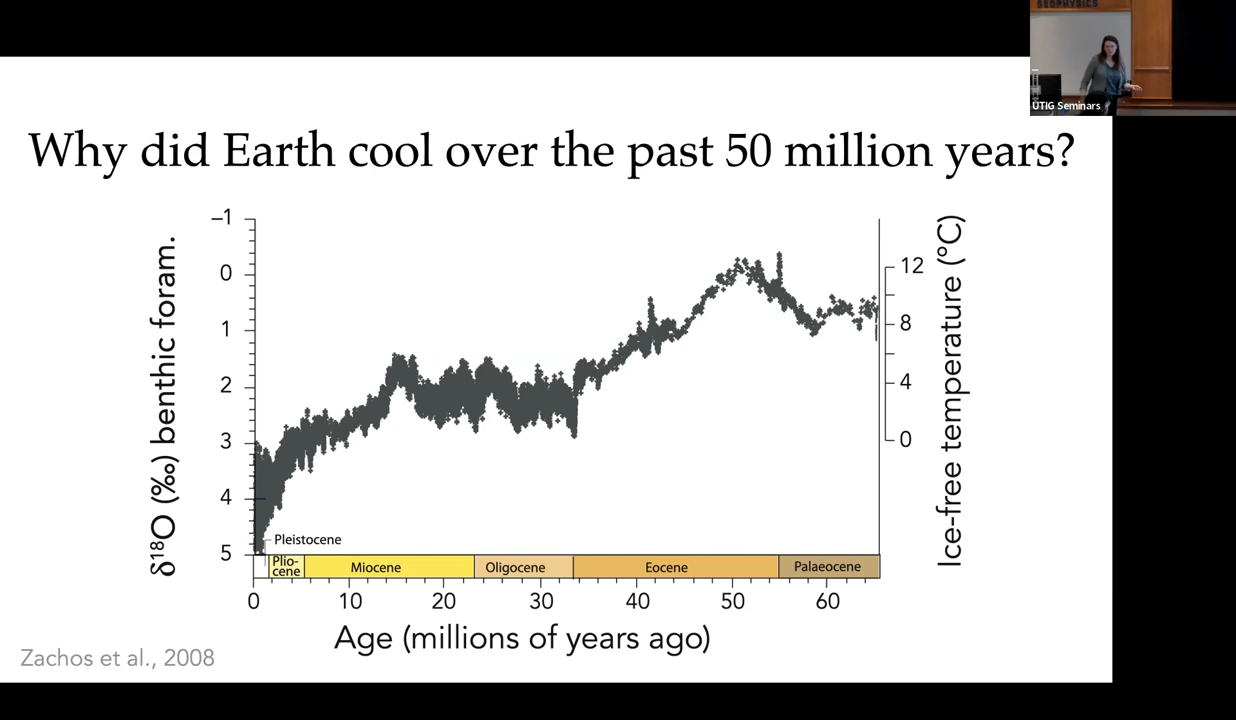 GEOPHYSICS
UTIG Seminars
Why did Earth cool over the past 50 million years?
δ¹⁸O (‰) benthic foram.
–1
0
1
2
3
4
5
12
8
4
0
Ice-free temperature (°C)
Pleistocene
Plio-
cene
Miocene
Oligocene
Eocene
Palaeocene
0 10 20 30 40 50 60
Age (millions of years ago)
Zachos et al., 2008